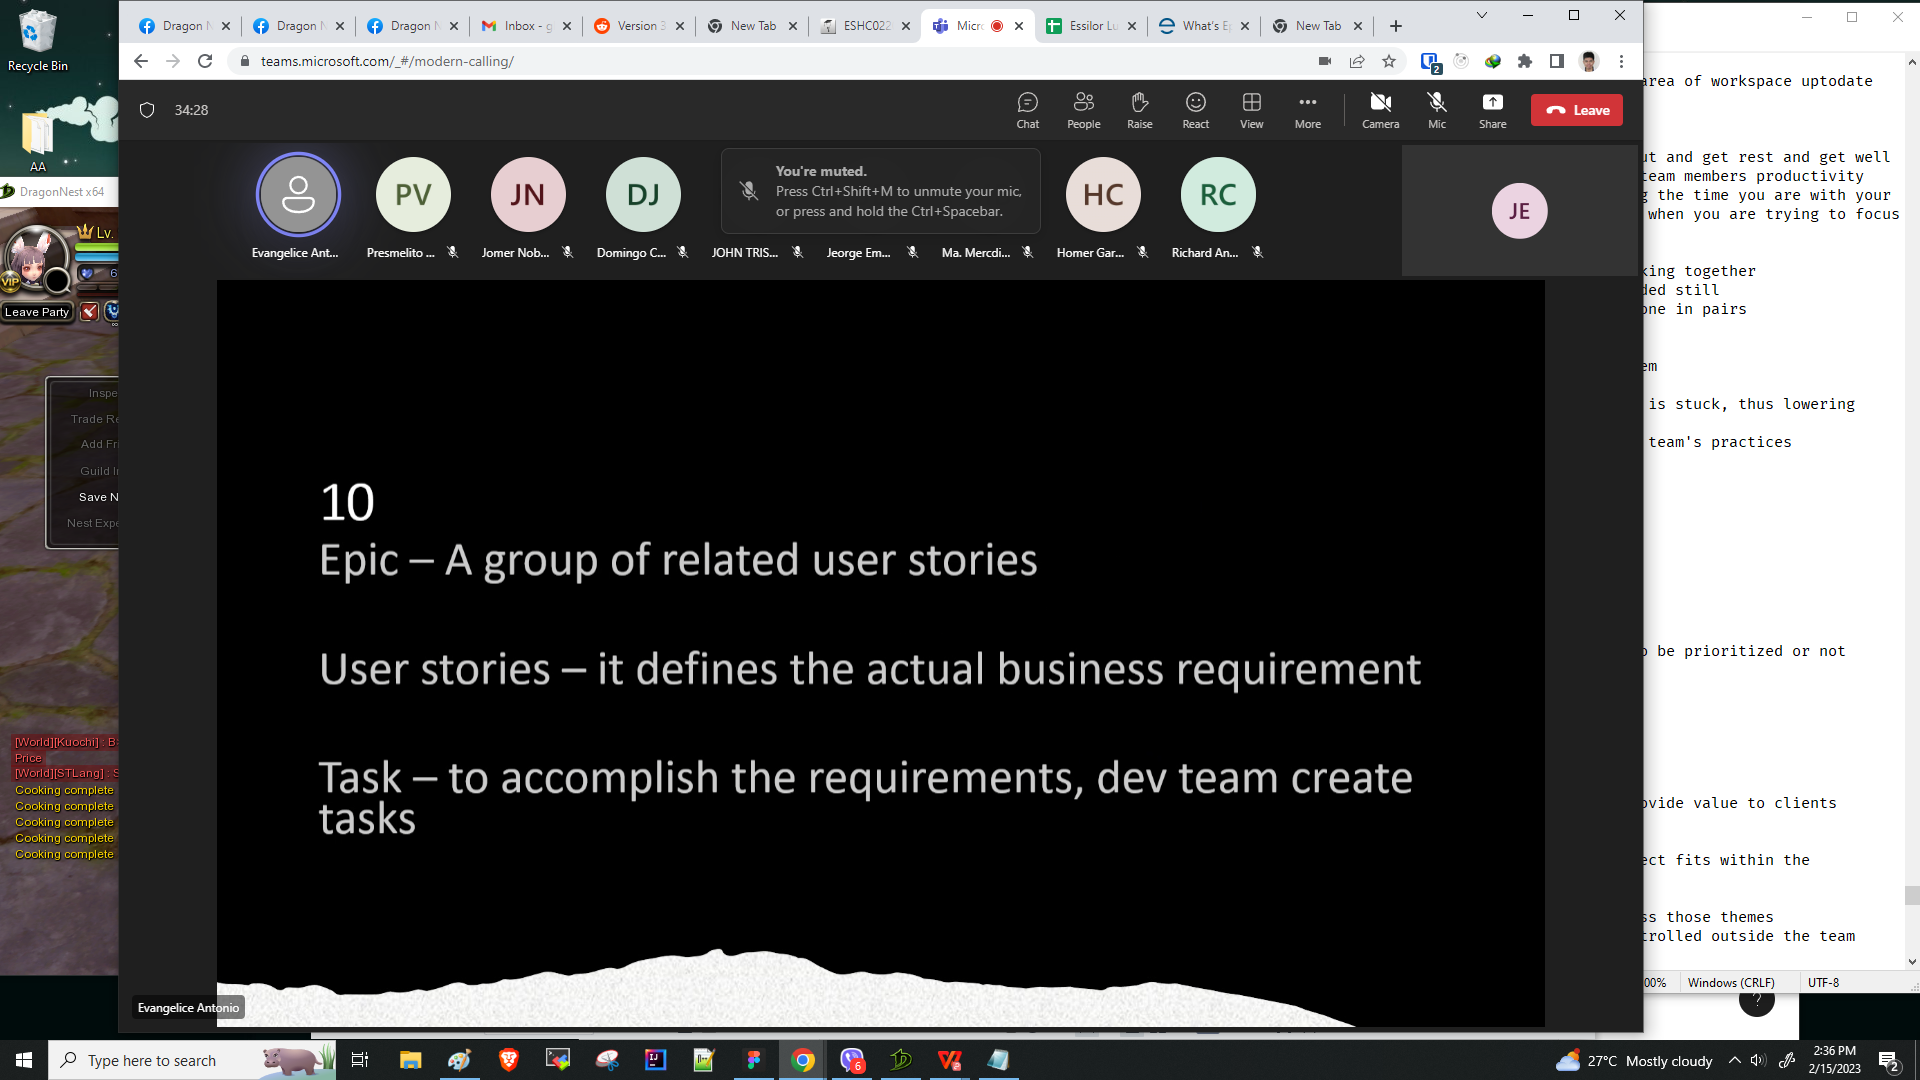 Recycle Bin
AA
DragonNest x64
Lv.
VIP
Leave Party
Inspe
Trade Re
Add Fri
Guild I
Save N
Nest Expe
[World][Kuochi] : B
Price
[World][STLang] : S
Cooking complete
Cooking complete
Cooking complete
Cooking complete
Cooking complete
Dragon N
Dragon N
Dragon N
Inbox - g
Version 3
New Tab
ESHC022
Micr
Essilor Lu
What's Ep
New Tab
teams.microsoft.com/_#/modern-calling/
2
34:28
Chat
People
Raise
React
View
More
Camera
Mic
Share
Leave
PV
JN
DJ
You're muted.
Press Ctrl+Shift+M to unmute your mic,
or press and hold the Ctrl+Spacebar.
HC
RC
JE
Evangelice Ant...
Presmelito ...
Jomer Nob...
Domingo C...
JOHN TRIS...
Jeorge Em...
Ma. Mercdi...
Homer Gar...
Richard An...
10
Epic – A group of related user stories
User stories – it defines the actual business requirement
Task – to accomplish the requirements, dev team create
tasks
Evangelice Antonio
area of workspace uptodate
ut and get rest and get well
team members productivity
g the time you are with your
when you are trying to focus
king together
ded still
one in pairs
em
is stuck, thus lowering
team's practices
o be prioritized or not
ovide value to clients
ect fits within the
ss those themes
trolled outside the team
00%
Windows (CRLF)
UTF-8
?
Type here to search
6
27°C Mostly cloudy
2:36 PM
2/15/2023
2